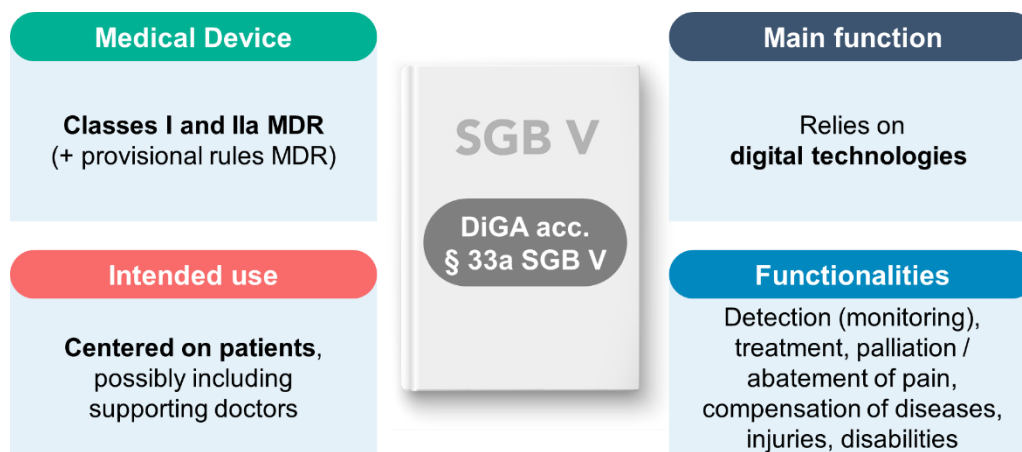 Medical Device
Classes I and IIa MDR
(+ provisional rules MDR)
Intended use
Centered on patients,
possibly including
supporting doctors
SGB V
DiGA acc.
§ 33a SGB V
Main function
Relies on
digital technologies
Functionalities
Detection (monitoring),
treatment, palliation /
abatement of pain,
compensation of diseases,
injuries, disabilities